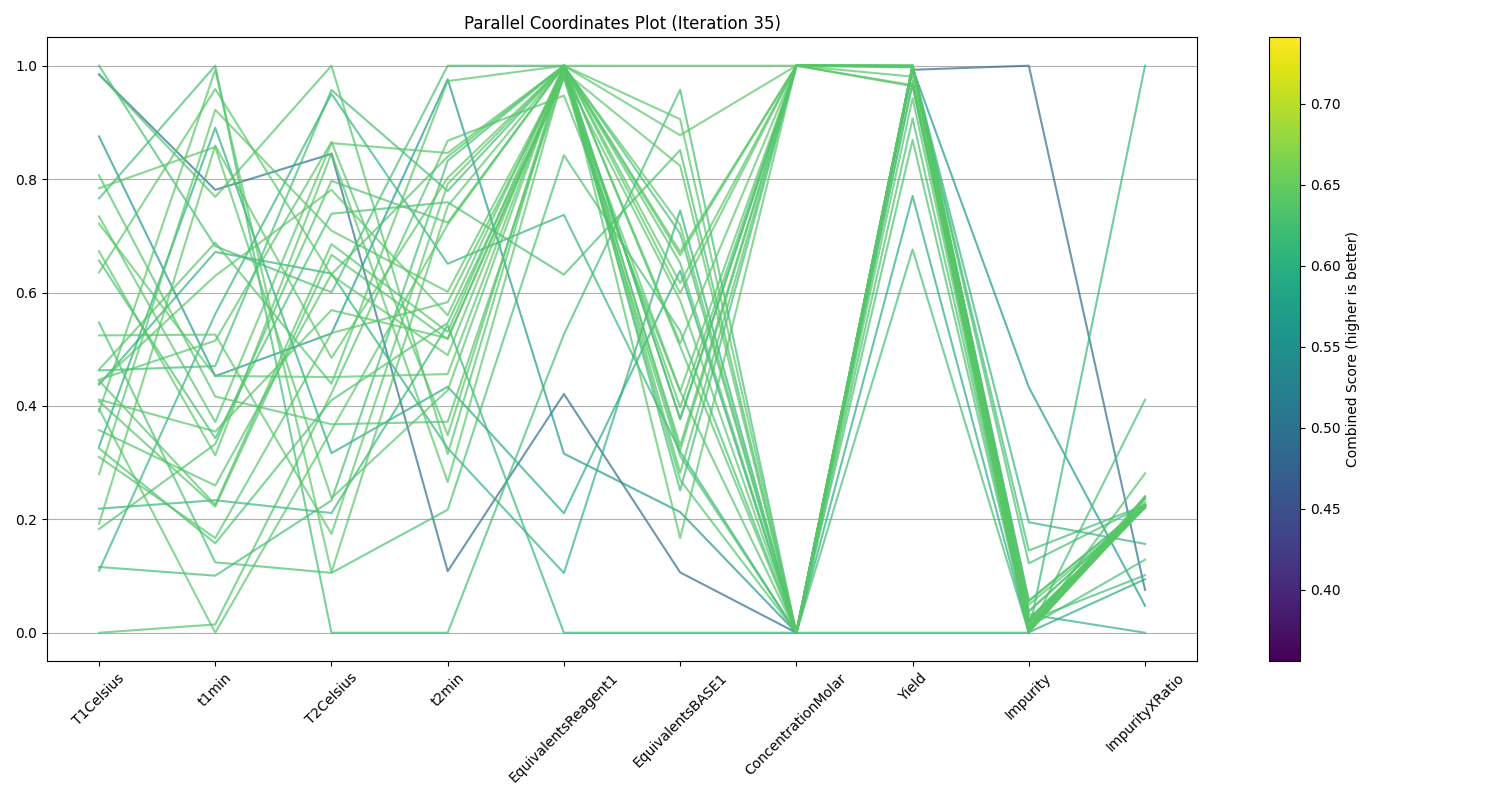 Parallel Coordinates Plot (Iteration 35)
1.0
0.8
0.6
0.4
0.2
0.0
T1Celsius
t1min
T2Celsius
t2min
EquivalentsReagent1
EquivalentsBASE1
ConcentrationMolar
Yield
Impurity
ImpurityXRatio
0.70
0.65
0.60
0.55
0.50
0.45
0.40
Combined Score (higher is better)